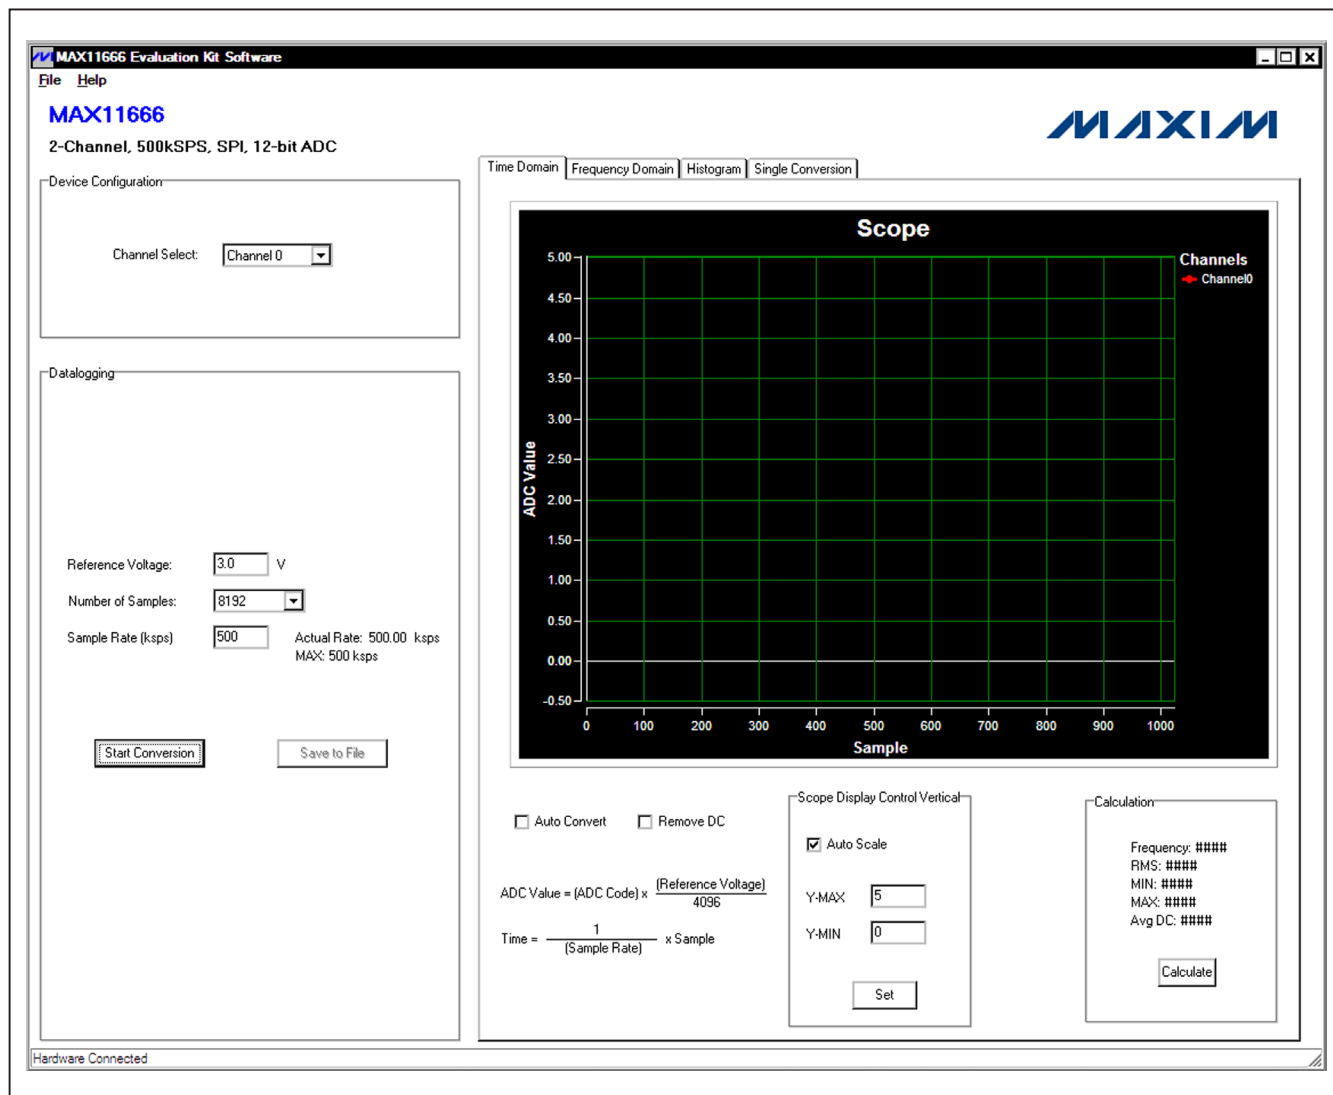 MAX11666 Evaluation Kit Software
File Help
MAX11666
2-Channel, 500kSPS, SPI, 12-bit ADC
MAXIM
Device Configuration
Channel Select: Channel 0
Datalogging
Reference Voltage: 3.0 V
Number of Samples: 8192
Sample Rate (ksps) 500 Actual Rate: 500.00 ksps
MAX: 500 ksps
Start Conversion Save to File
Time Domain Frequency Domain Histogram Single Conversion
Scope
Channels
Channel0
ADC Value
5.00
4.50
4.00
3.50
3.00
2.50
2.00
1.50
1.00
0.50
0.00
-0.50
0 100 200 300 400 500 600 700 800 900 1000
Sample
Auto Convert Remove DC
ADC Value = (ADC Code) x (Reference Voltage)
4096
Time = 1
(Sample Rate) x Sample
Scope Display Control Vertical
Auto Scale
Y-MAX 5
Y-MIN 0
Set
Calculation
Frequency: ####
RMS: ####
MIN: ####
MAX: ####
Avg DC: ####
Calculate
Hardware Connected